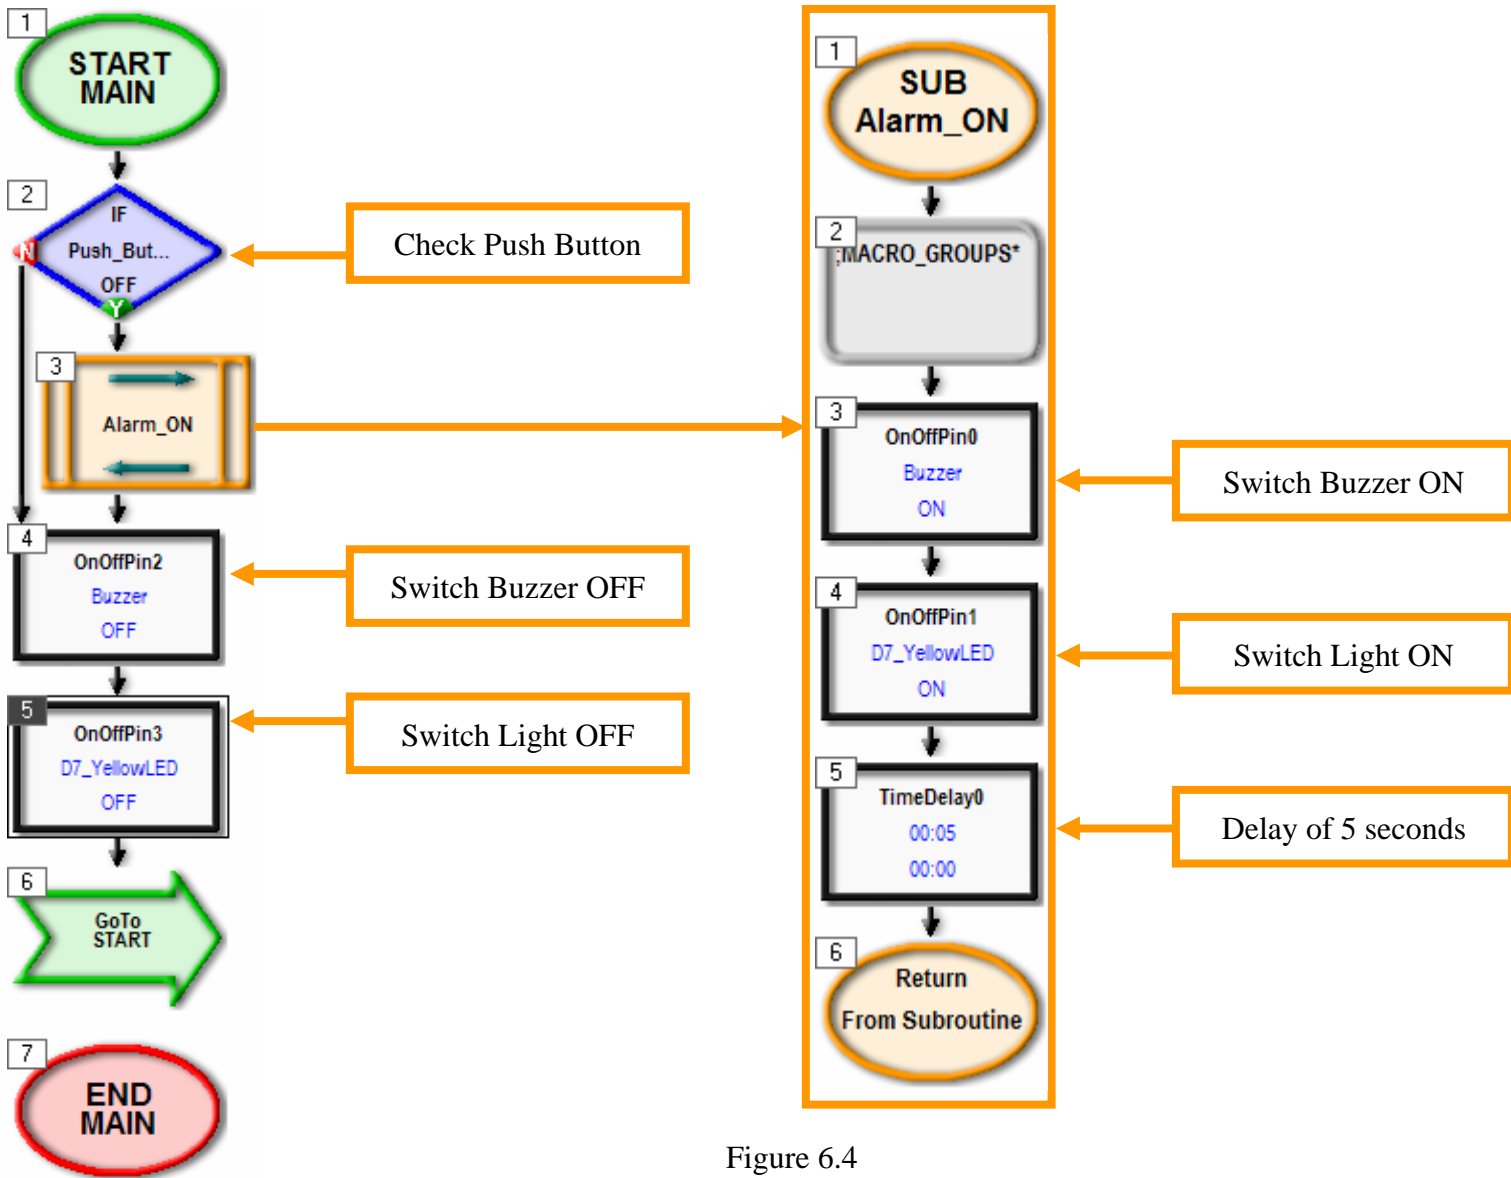 1
START
MAIN
2
IF
Push_But...
OFF
N
Y
Check Push Button
3
Alarm_ON
4
OnOffPin2
Buzzer
OFF
Switch Buzzer OFF
5
OnOffPin3
D7_YellowLED
OFF
Switch Light OFF
6
GoTo
START
7
END
MAIN
1
SUB
Alarm_ON
2
;MACRO_GROUPS*
3
OnOffPin0
Buzzer
ON
Switch Buzzer ON
4
OnOffPin1
D7_YellowLED
ON
Switch Light ON
5
TimeDelay0
00:05
00:00
Delay of 5 seconds
6
Return
From Subroutine
Figure 6.4